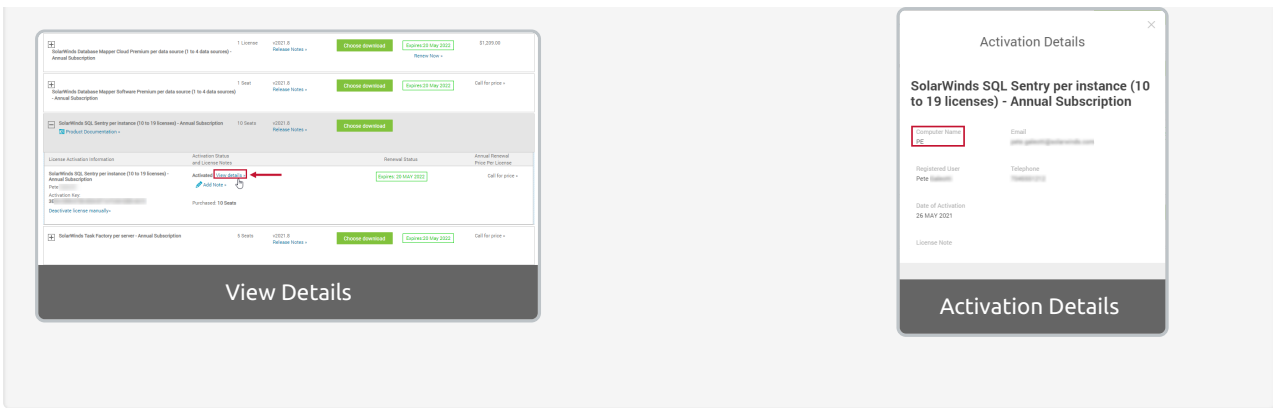 SolarWinds Database Mapper Cloud Premium per data source (1 to 4 data sources) -
Annual Subscription
1 License
v2021.8
Release Notes »
Choose download
Expires:20 May 2022
Renew Now »
$1,209.00
SolarWinds Database Mapper Software Premium per data source (1 to 4 data sources)
- Annual Subscription
1 Seat
v2021.8
Release Notes »
Choose download
Expires:20 May 2022
Call for price »
SolarWinds SQL Sentry per instance (10 to 19 licenses) - Annual Subscription
Product Documentation »
10 Seats
v2021.8
Release Notes »
Choose download
License Activation Information
Activation Status
and License Notes
Renewal Status
Annual Renewal
Price Per License
SolarWinds SQL Sentry per instance (10 to 19 licenses) -
Annual Subscription
Pete
Activation Key
Deactivate license manually»
Activated View details »
Add Note »
Purchased: 10 Seats
Expires: 20 MAY 2022
Call for price »
SolarWinds Task Factory per server - Annual Subscription
v2021.8
Release Notes »
Choose download
Expires:20 May 2022
Call for price »
View Details
Activation Details
SolarWinds SQL Sentry per instance (10
to 19 licenses) - Annual Subscription
Computer Name
PE
Email
Registered User
Pete
Telephone
Date of Activation
26 MAY 2021
License Note
Activation Details